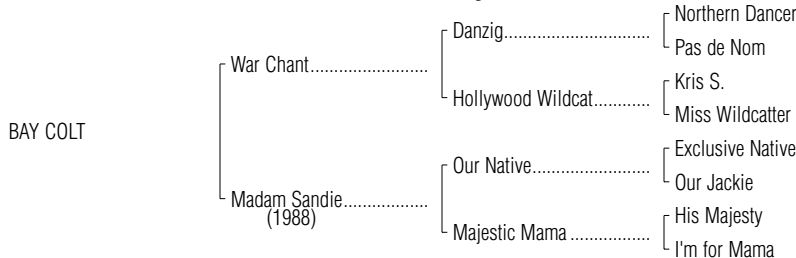 Northern Dancer
Danzig..............................
Pas de Nom
War Chant........................
Kris S.
Hollywood Wildcat...........
Miss Wildcatter
BAY COLT
Exclusive Native
Our Native........................
Our Jackie
Madam Sandie.................
(1988)
His Majesty
Majestic Mama ................
I'm for Mama